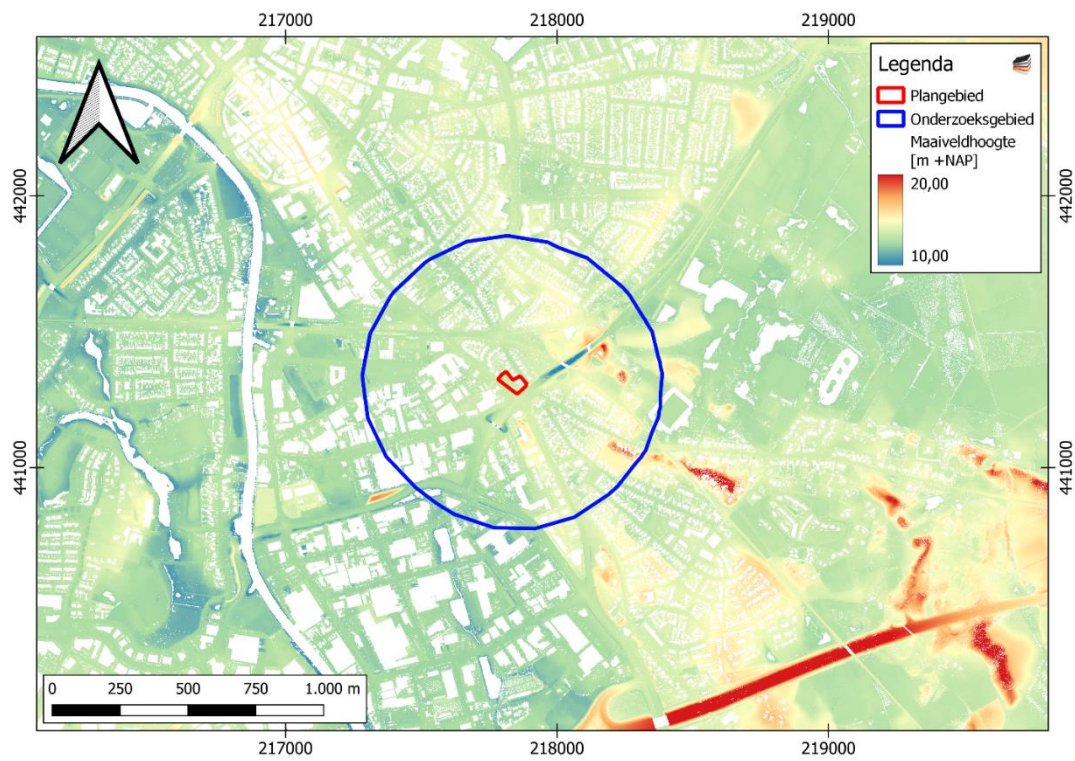 217000 218000 219000
Legenda
Plangebied
Onderzoeksgebied
Maaiveldhoogte
[m +NAP]
20,00
10,00
442000 442000
441000 441000
0 250 500 750 1.000 m
217000 218000 219000